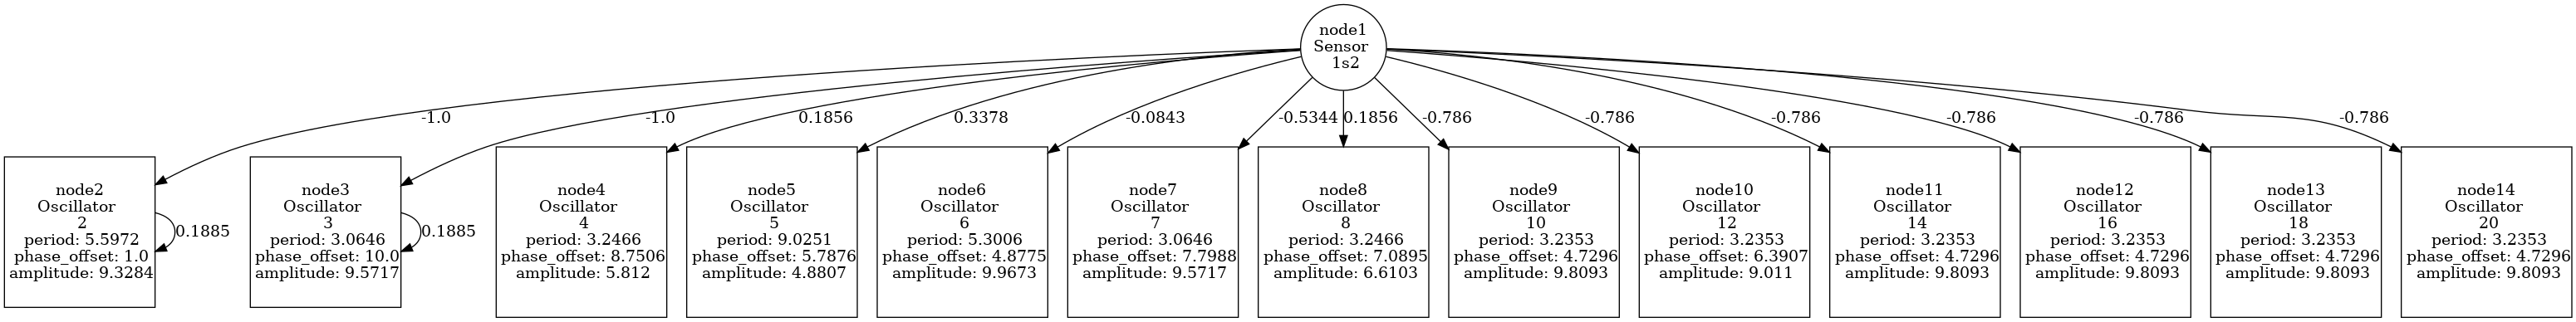 node1
Sensor
1s2
-1.0
-1.0
0.1856
0.3378
-0.0843
-0.5344
0.1856
-0.786
-0.786
-0.786
-0.786
-0.786
-0.786
node2
Oscillator
2
period: 5.5972
phase_offset: 1.0
amplitude: 9.3284
0.1885
node3
Oscillator
3
period: 3.0646
phase_offset: 10.0
amplitude: 9.5717
0.1885
node4
Oscillator
4
period: 3.2466
phase_offset: 8.7506
amplitude: 5.812
node5
Oscillator
5
period: 9.0251
phase_offset: 5.7876
amplitude: 4.8807
node6
Oscillator
6
period: 5.3006
phase_offset: 4.8775
amplitude: 9.9673
node7
Oscillator
7
period: 3.0646
phase_offset: 7.7988
amplitude: 9.5717
node8
Oscillator
8
period: 3.2466
phase_offset: 7.0895
amplitude: 6.6103
node9
Oscillator
10
period: 3.2353
phase_offset: 4.7296
amplitude: 9.8093
node10
Oscillator
12
period: 3.2353
phase_offset: 6.3907
amplitude: 9.011
node11
Oscillator
14
period: 3.2353
phase_offset: 4.7296
amplitude: 9.8093
node12
Oscillator
16
period: 3.2353
phase_offset: 4.7296
amplitude: 9.8093
node13
Oscillator
18
period: 3.2353
phase_offset: 4.7296
amplitude: 9.8093
node14
Oscillator
20
period: 3.2353
phase_offset: 4.7296
amplitude: 9.8093